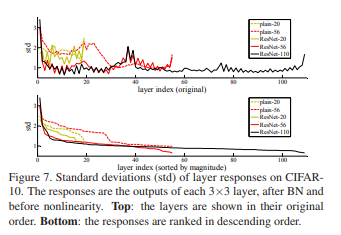 3
2
1
std
plain-20
plain-56
ResNet-20
ResNet-56
ResNet-110
0 20 40 60 80 100
layer index (original)
3
2
1
std
plain-20
plain-56
ResNet-20
ResNet-56
ResNet-110
0 20 40 60 80 100
layer index (sorted by magnitude)
Figure 7. Standard deviations (std) of layer responses on CIFAR-
10. The responses are the outputs of each 3×3 layer, after BN and
before nonlinearity. Top: the layers are shown in their original
order. Bottom: the responses are ranked in descending order.